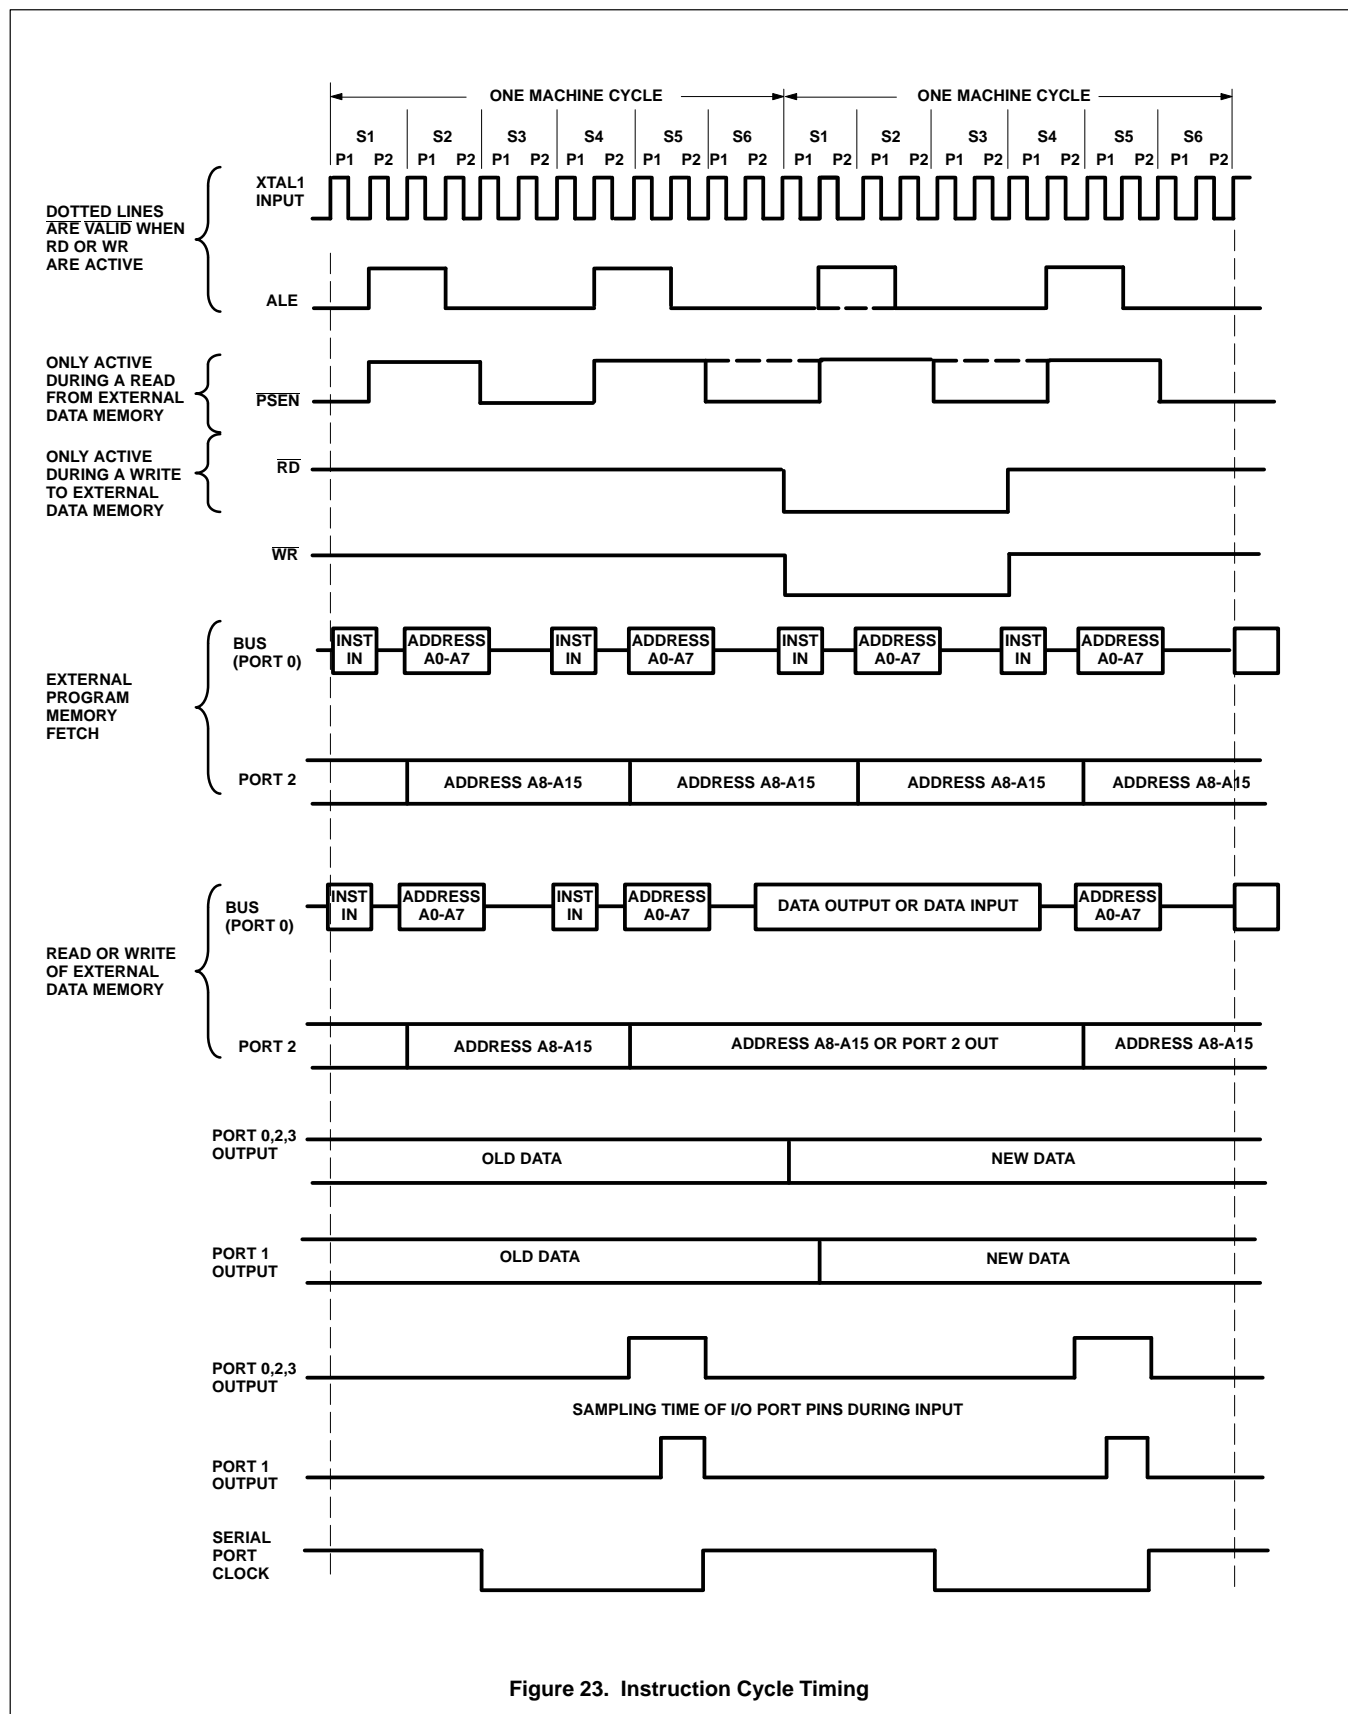 ONE MACHINE CYCLE ONE MACHINE CYCLE
S1 S2 S3 S4 S5 S6 S1 S2 S3 S4 S5 S6
P1 P2 P1 P2 P1 P2 P1 P2 P1 P2 P1 P2 P1 P2 P1 P2 P1 P2 P1 P2 P1 P2 P1 P2
XTAL1
INPUT
DOTTED LINES
ARE VALID WHEN
RD OR WR
ARE ACTIVE
ALE
ONLY ACTIVE
DURING A READ
FROM EXTERNAL
DATA MEMORY
PSEN
ONLY ACTIVE
DURING A WRITE
TO EXTERNAL
DATA MEMORY
RD
WR
EXTERNAL
PROGRAM
MEMORY
FETCH
BUS
(PORT 0)
INST
IN
ADDRESS
A0-A7
INST
IN
ADDRESS
A0-A7
INST
IN
ADDRESS
A0-A7
INST
IN
ADDRESS
A0-A7
PORT 2
ADDRESS A8-A15 ADDRESS A8-A15 ADDRESS A8-A15 ADDRESS A8-A15
READ OR WRITE
OF EXTERNAL
DATA MEMORY
BUS
(PORT 0)
INST
IN
ADDRESS
A0-A7
INST
IN
ADDRESS
A0-A7
DATA OUTPUT OR DATA INPUT
ADDRESS
A0-A7
PORT 2
ADDRESS A8-A15 ADDRESS A8-A15 OR PORT 2 OUT ADDRESS A8-A15
PORT 0,2,3
OUTPUT
OLD DATA NEW DATA
PORT 1
OUTPUT
OLD DATA NEW DATA
PORT 0,2,3
OUTPUT
SAMPLING TIME OF I/O PORT PINS DURING INPUT
PORT 1
OUTPUT
SERIAL
PORT
CLOCK
Figure 23. Instruction Cycle Timing